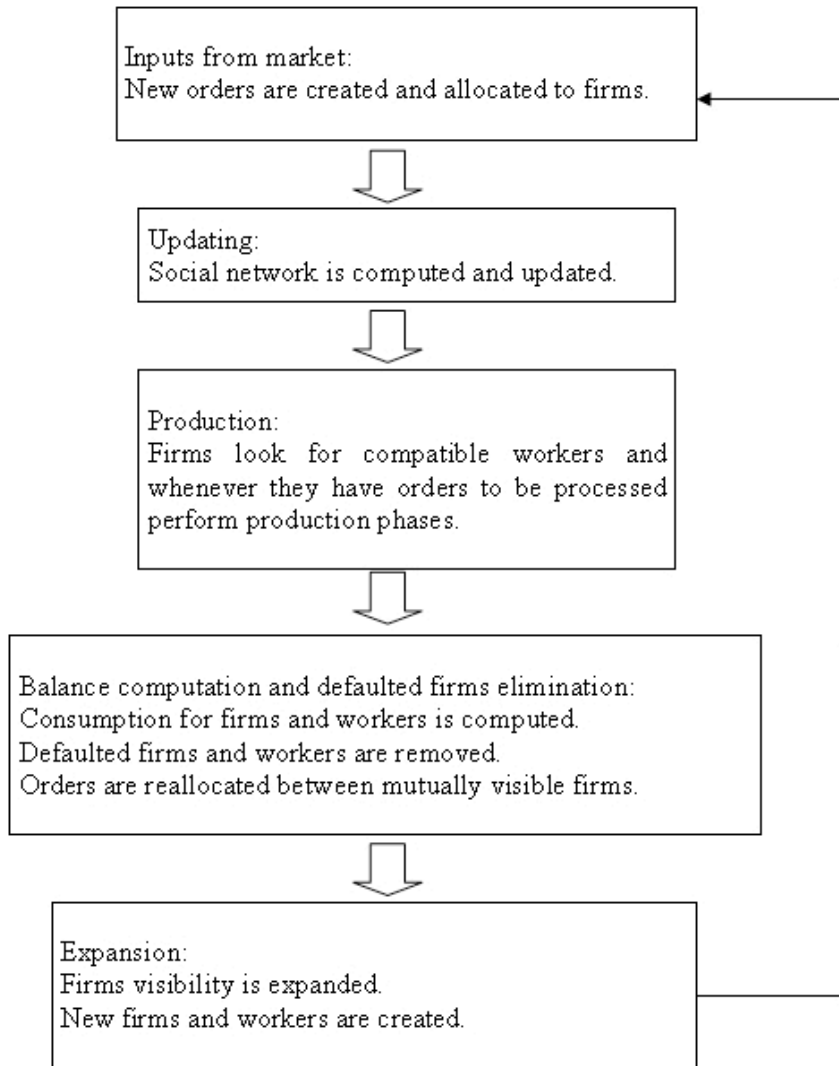 Inputs from market:
New orders are created and allocated to firms.
Updating:
Social network is computed and updated.
Production:
Firms look for compatible workers and
whenever they have orders to be processed
perform production phases.
Balance computation and defaulted firms elimination:
Consumption for firms and workers is computed.
Defaulted firms and workers are removed.
Orders are reallocated between mutually visible firms.
Expansion:
Firms visibility is expanded.
New firms and workers are created.